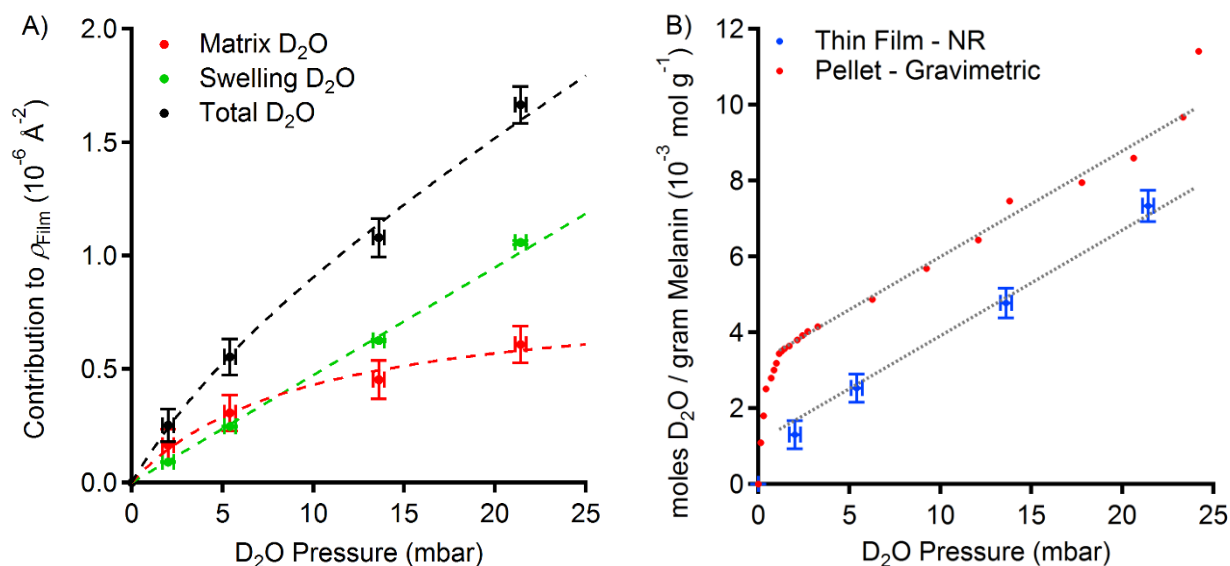 A)
2.0
1.5
1.0
0.5
0.0
Contribution to ρFilm (10⁻⁶ Å⁻²)
Matrix D₂O
Swelling D₂O
Total D₂O
0 5 10 15 20 25
D₂O Pressure (mbar)
B)
12
10
8
6
4
2
0
moles D₂O / gram Melanin (10⁻³ mol g⁻¹)
Thin Film - NR
Pellet - Gravimetric
0 5 10 15 20 25
D₂O Pressure (mbar)